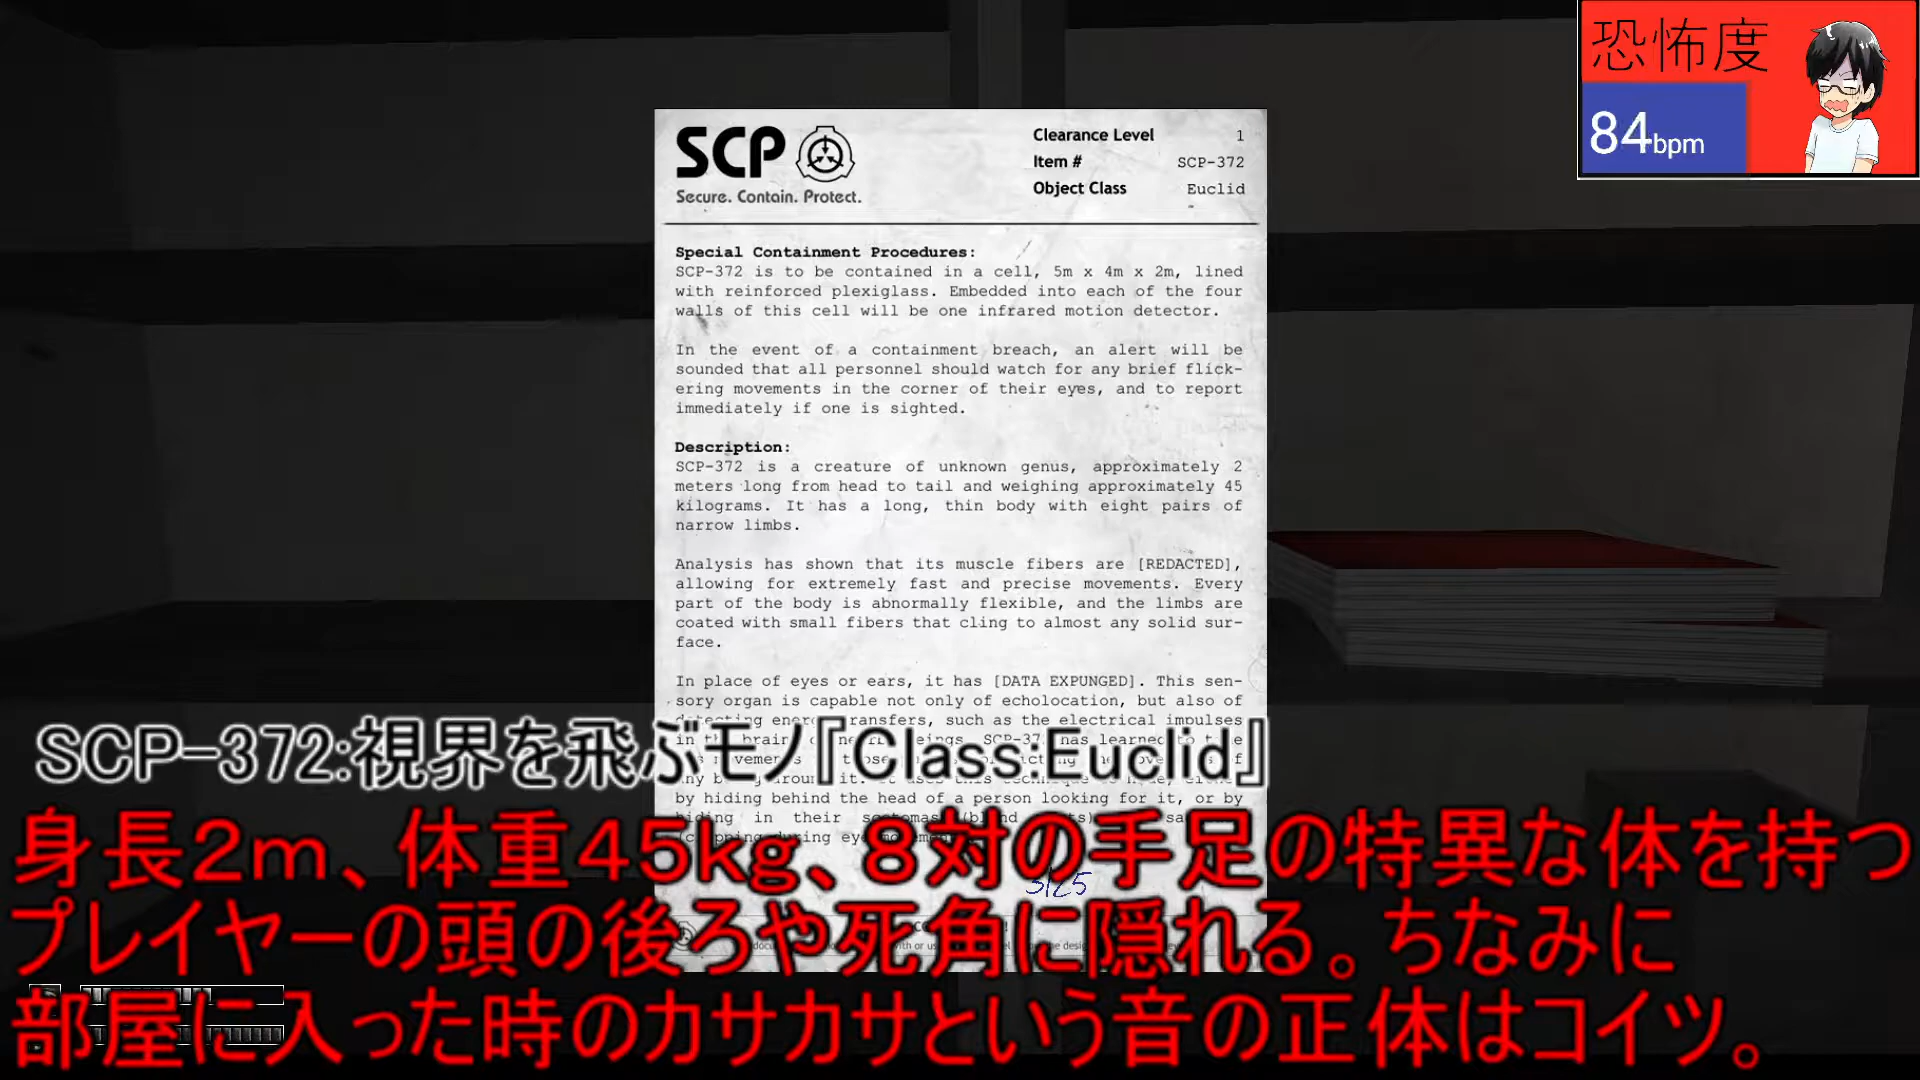 恐怖度
84bpm
SCP
Secure. Contain. Protect.
Clearance Level 1
Item # SCP-372
Object Class Euclid
Special Containment Procedures:
SCP-372 is to be contained in a cell, 5m x 4m x 2m, lined
with reinforced plexiglass. Embedded into each of the four
walls of this cell will be one infrared motion detector.
In the event of a containment breach, an alert will be
sounded that all personnel should watch for any brief flick-
ering movements in the corner of their eyes, and to report
immediately if one is sighted.
Description:
SCP-372 is a creature of unknown genus, approximately 2
meters long from head to tail and weighing approximately 45
kilograms. It has a long, thin body with eight pairs of
narrow limbs.
Analysis has shown that its muscle fibers are [REDACTED],
allowing for extremely fast and precise movements. Every
part of the body is abnormally flexible, and the limbs are
coated with small fibers that cling to almost any solid sur-
face.
In place of eyes or ears, it has [DATA EXPUNGED]. This sen-
sory organ is capable not only of echolocation, but also of
such as the electrical impulses
by hiding behind the head of a person looking for it, or by
in their
SCP-372:視界を飛ぶモノ『Class:Euclid』
身長2m、体重45kg、8対の手足の特異な体を持つ
プレイヤーの頭の後ろや死角に隠れる。ちなみに
部屋に入った時のカサカサという音の正体はコイツ。